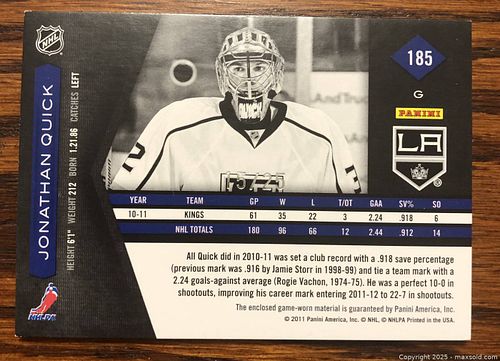 NHL
185
G
PANINI
LA
JONATHAN QUICK
HEIGHT 6'1" WEIGHT 212 BORN 1.21.86 CATCHES LEFT
NHLPA
YEAR TEAM GP W L T/OT GAA SV% SO
10-11 KINGS 61 35 22 3 2.24 .918 6
NHL TOTALS 180 96 66 12 2.44 .912 14
All Quick did in 2010-11 was set a club record with a .918 save percentage
(previous mark was .916 by Jamie Storr in 1998-99) and tie a team mark with a
2.24 goals-against average (Rogie Vachon, 1974-75). He was a perfect 10-0 in
shootouts, improving his career mark entering 2011-12 to 22-7 in shootouts.
The enclosed game-worn material is guaranteed by Panini America, Inc.
© 2011 Panini America, Inc. © NHL, © NHLPA Printed in the USA.
Copyright 2025 - maxsold.com